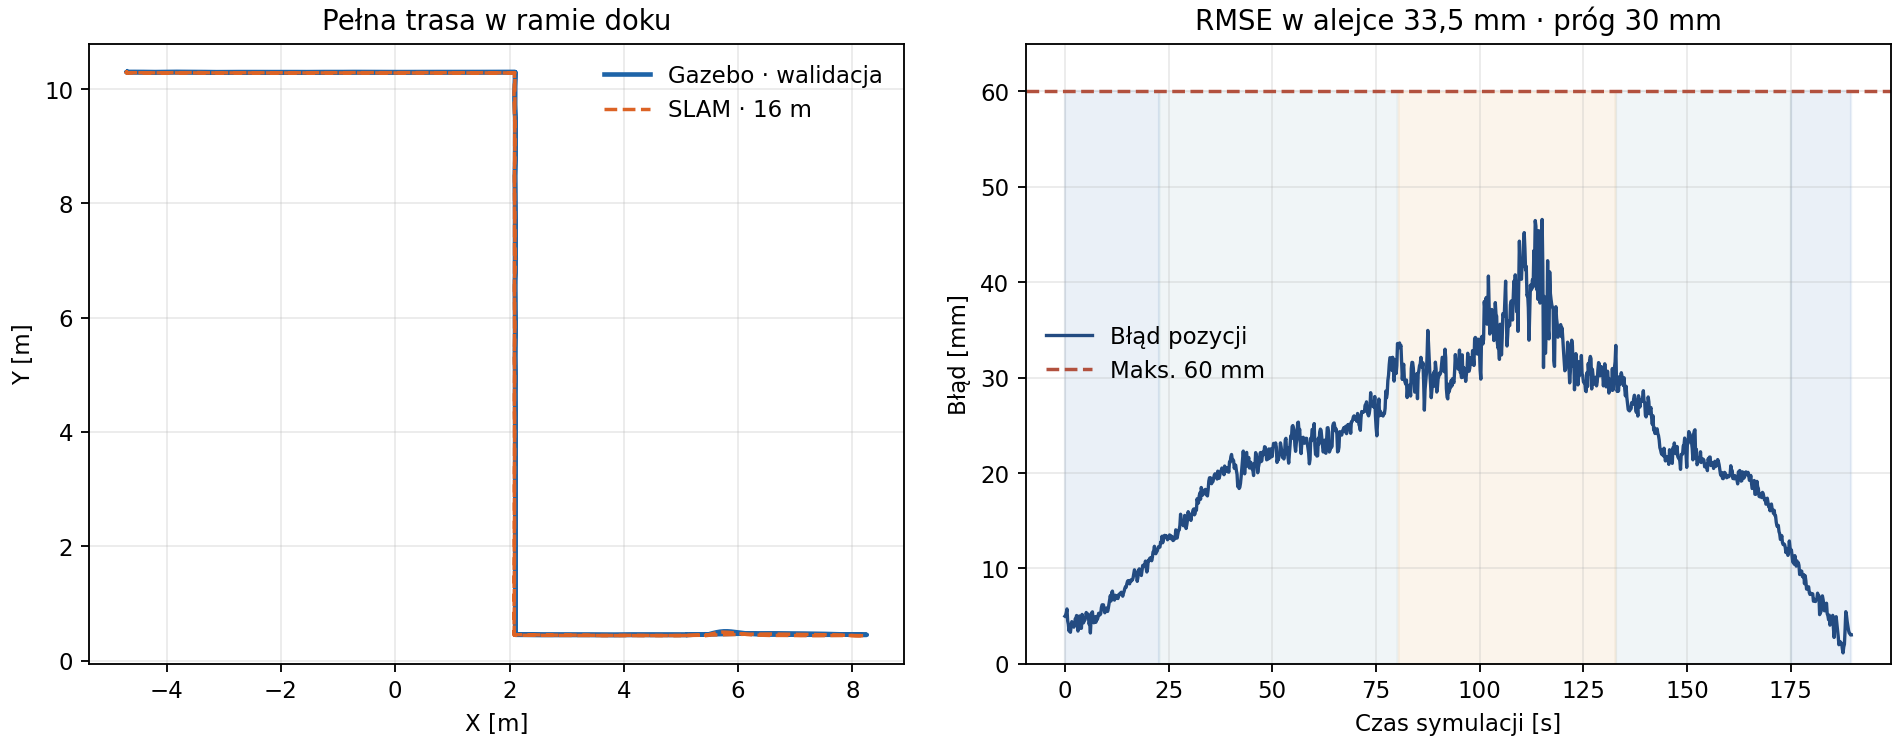 Pełna trasa w ramie doku
Gazebo · walidacja
SLAM · 16 m
10
8
6
4
2
0
−4
−2
0
2
4
6
8
X [m]
Y [m]
RMSE w alejce 33,5 mm · próg 30 mm
60
50
40
30
20
10
0
Błąd pozycji
Maks. 60 mm
0
25
50
75
100
125
150
175
Czas symulacji [s]
Błąd [mm]